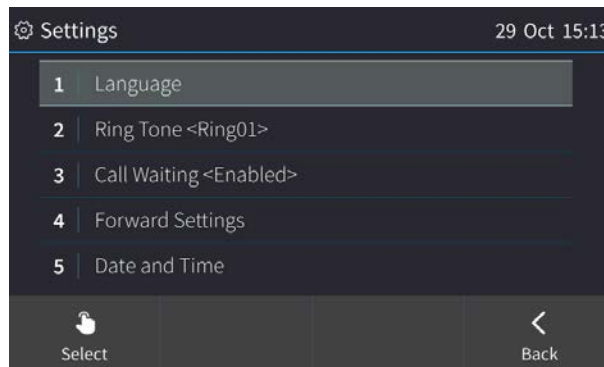 Settings 29 Oct 15:13
1 Language
2 Ring Tone <Ring01>
3 Call Waiting <Enabled>
4 Forward Settings
5 Date and Time
Select Back